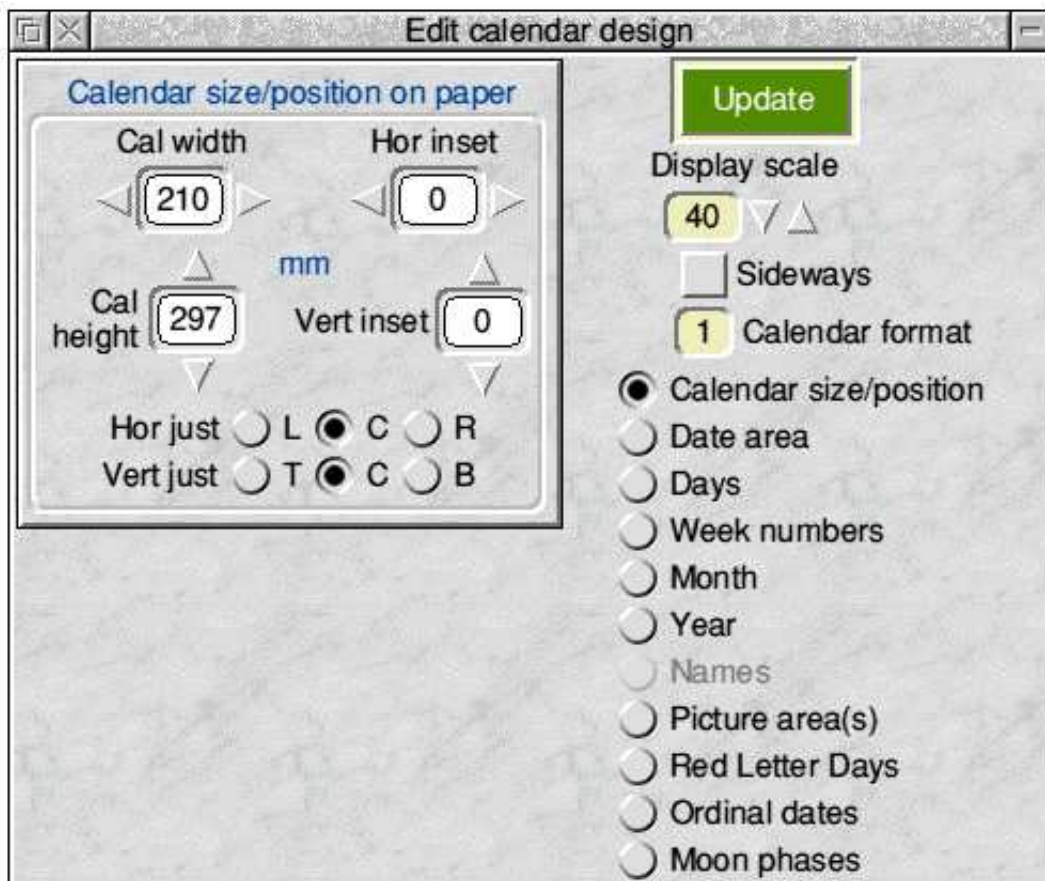 Edit calendar design
Calendar size/position on paper
Cal width Hor inset
210 0
mm
Cal height 297 Vert inset 0
Hor just L C R
Vert just T C B
Update
Display scale
40
Sideways
1 Calendar format
Calendar size/position
Date area
Days
Week numbers
Month
Year
Names
Picture area(s)
Red Letter Days
Ordinal dates
Moon phases